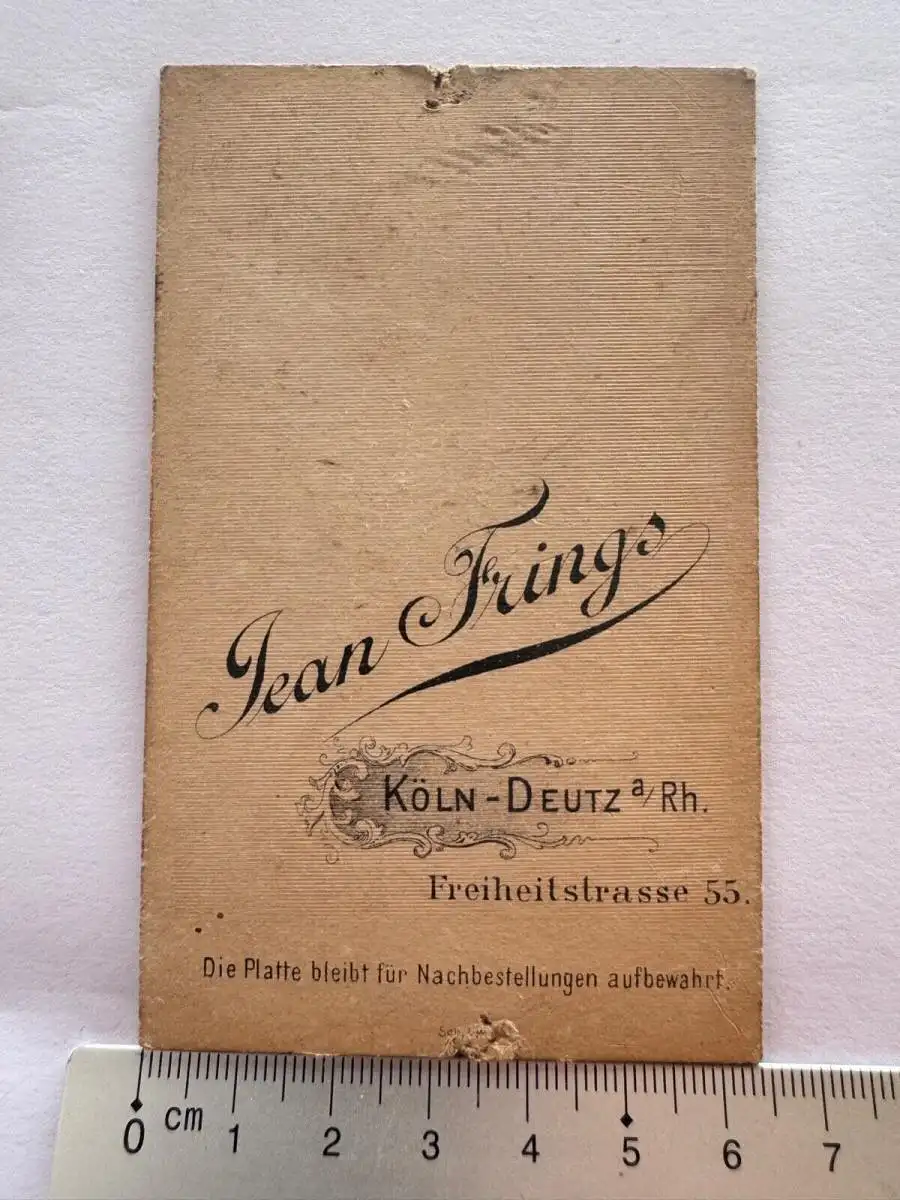 Jean Frings
KÖLN-DEUTZ a/Rh.
Freiheitstrasse 55.
Die Platte bleibt für Nachbestellungen aufbewahrt.
0 cm 1 2 3 4 5 6 7